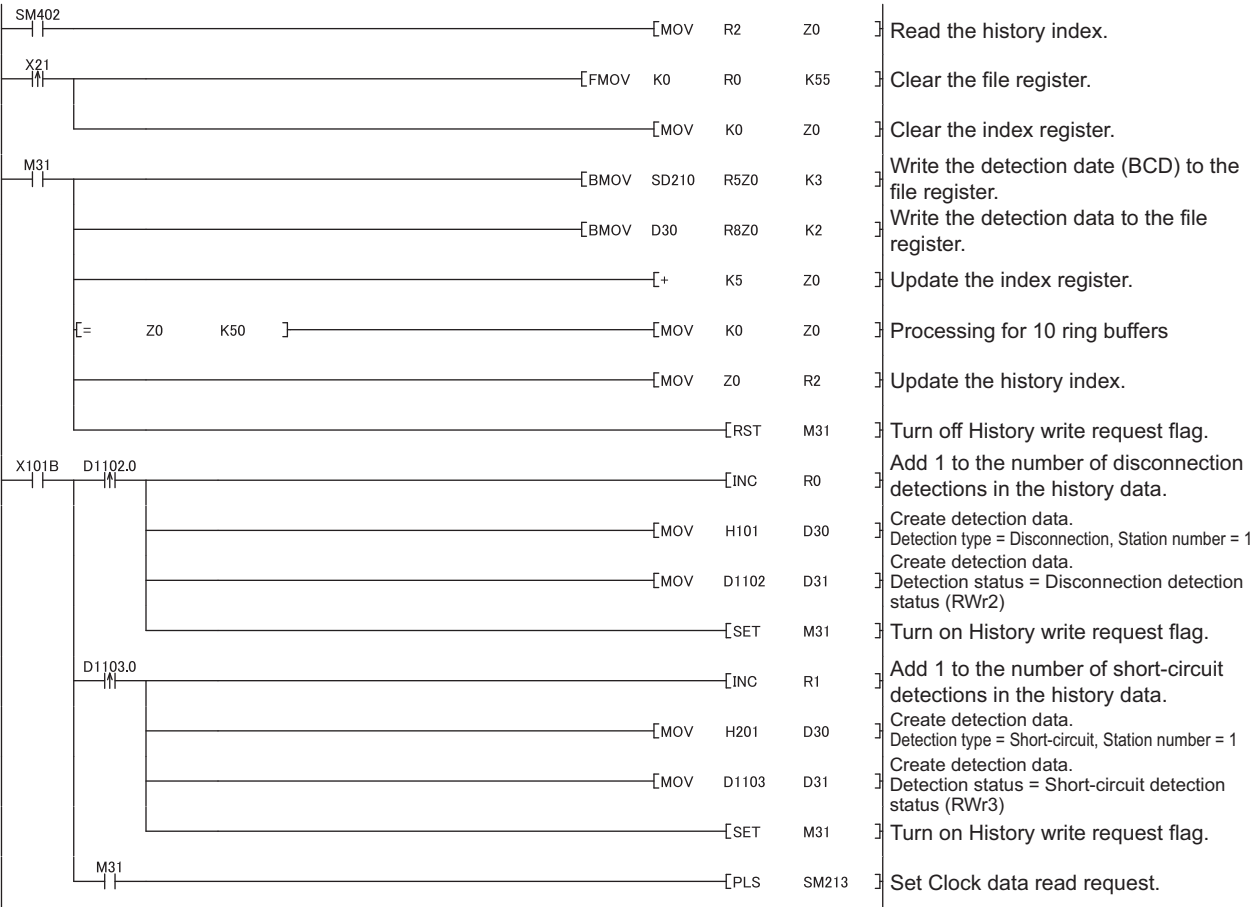 SM402
[MOV R2 Z0 ] Read the history index.
X21
[FMOV K0 R0 K55 ] Clear the file register.
[MOV K0 Z0 ] Clear the index register.
M31
[BMOV SD210 R5Z0 K3 ] Write the detection date (BCD) to the
file register.
[BMOV D30 R8Z0 K2 ] Write the detection data to the file
register.
[+ K5 Z0 ] Update the index register.
[= Z0 K50 ] [MOV K0 Z0 ] Processing for 10 ring buffers
[MOV Z0 R2 ] Update the history index.
[RST M31 ] Turn off History write request flag.
X101B D1102.0
[INC R0 ] Add 1 to the number of disconnection
detections in the history data.
[MOV H101 D30 ] Create detection data.
Detection type = Disconnection, Station number = 1
[MOV D1102 D31 ] Create detection data.
Detection status = Disconnection detection
status (RWr2)
[SET M31 ] Turn on History write request flag.
D1103.0
[INC R1 ] Add 1 to the number of short-circuit
detections in the history data.
[MOV H201 D30 ] Create detection data.
Detection type = Short-circuit, Station number = 1
[MOV D1103 D31 ] Create detection data.
Detection status = Short-circuit detection
status (RWr3)
[SET M31 ] Turn on History write request flag.
M31
[PLS SM213 ] Set Clock data read request.